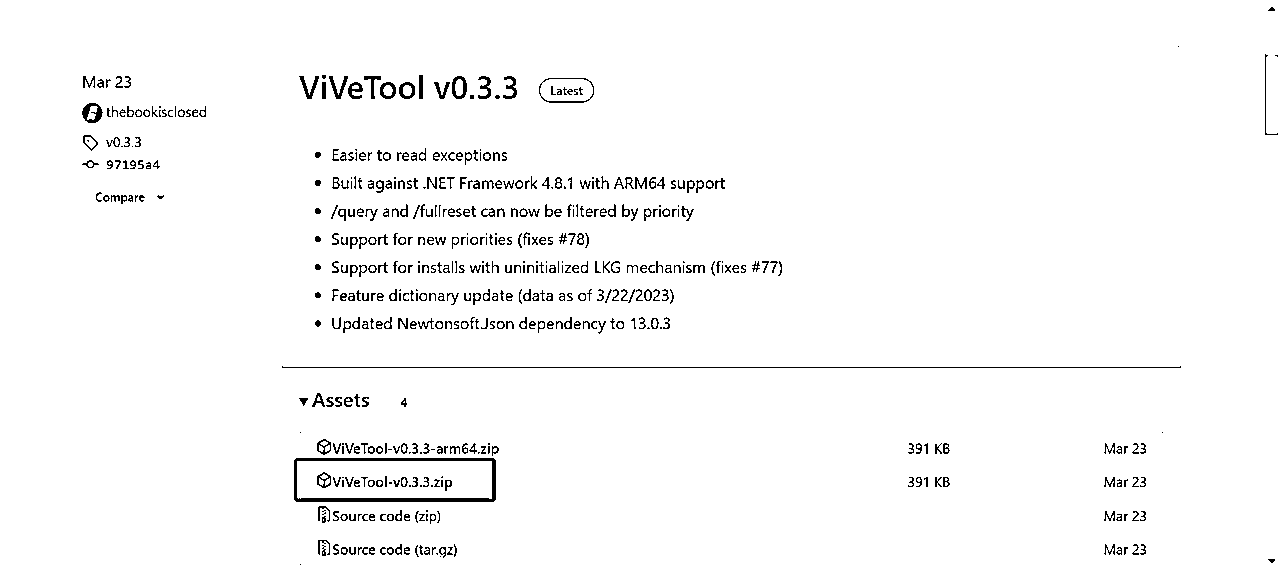 Mar 23
thebookisclosed
v0.3.3
97195a4
Compare
ViVeTool v0.3.3 Latest
• Easier to read exceptions
• Built against .NET Framework 4.8.1 with ARM64 support
• /query and /fullreset can now be filtered by priority
• Support for new priorities (fixes #78)
• Support for installs with uninitialized LKG mechanism (fixes #77)
• Feature dictionary update (data as of 3/22/2023)
• Updated Newtonsoft.Json dependency to 13.0.3
Assets 4
ViVeTool-v0.3.3-arm64.zip 391 KB Mar 23
ViVeTool-v0.3.3.zip 391 KB Mar 23
Source code (zip) Mar 23
Source code (tar.gz) Mar 23